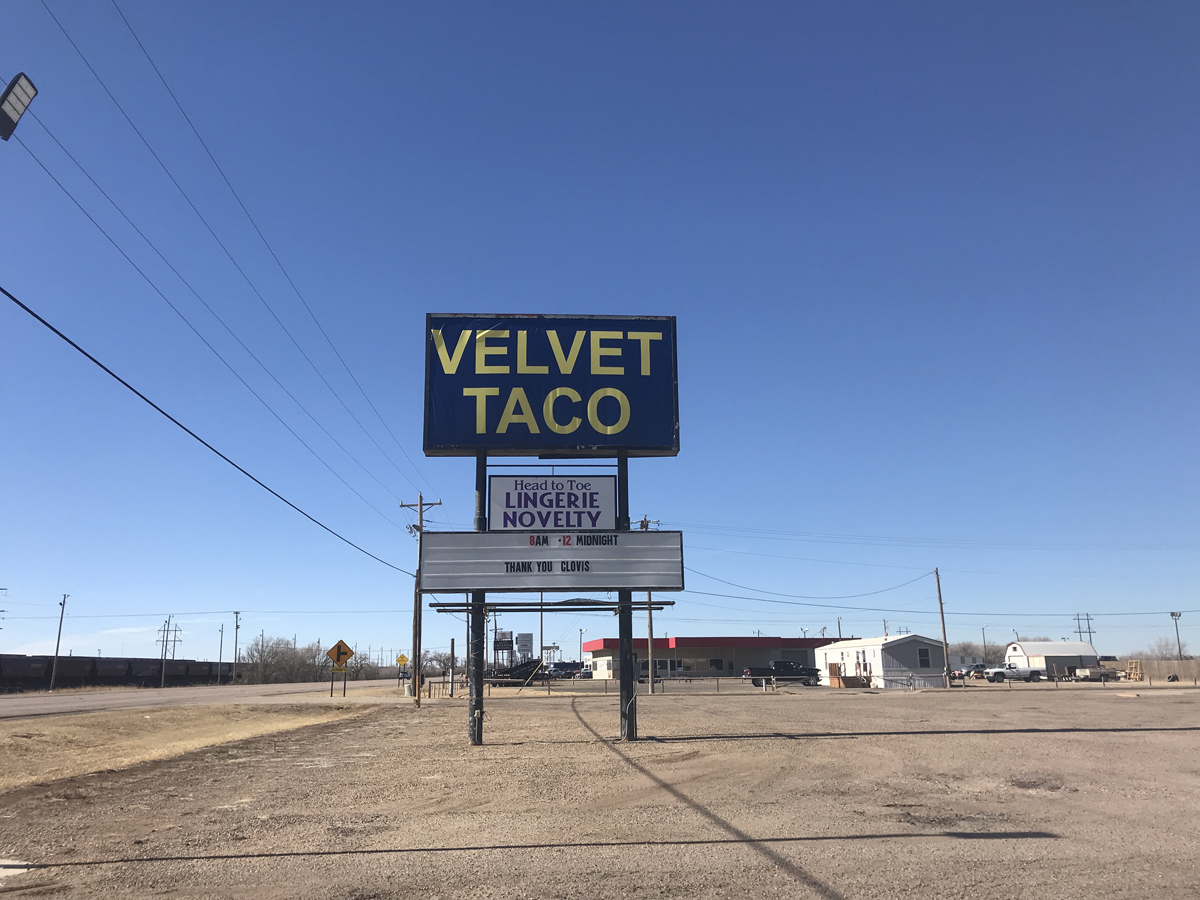 VELVET
TACO
Head to Toe
LINGERIE
NOVELTY
8AM -12 MIDNIGHT
THANK YOU CLOVIS